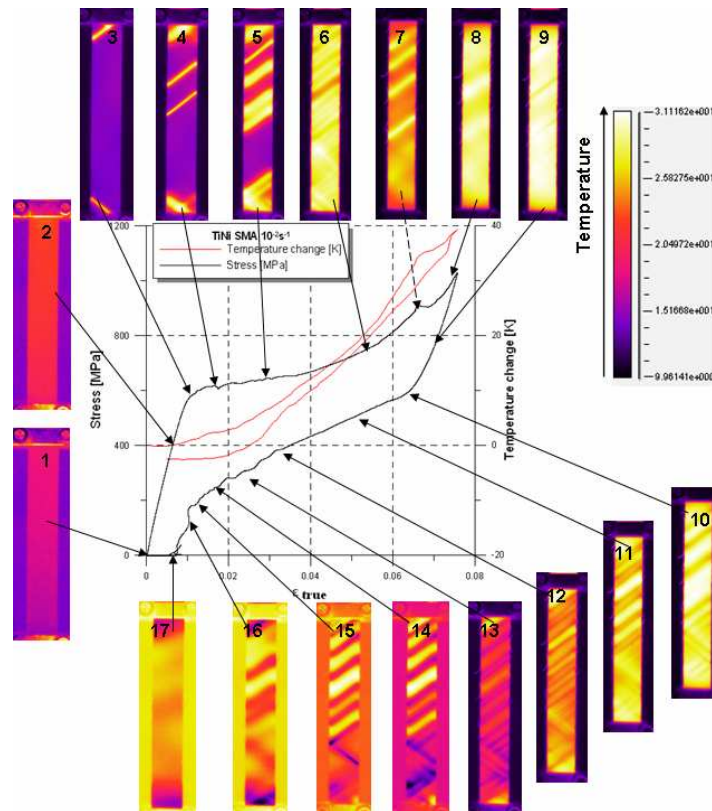 3
4
5
6
7
8
9
3.11162e+001
2.58275e+001
2.04972e+001
1.51668e+001
9.96141e+000
Temperature
2
1
TiNi SMA 10⁻²s⁻¹
Temperature change [K]
Stress [MPa]
1200
800
400
0
Stress [MPa]
40
20
0
-20
Temperature change [K]
0
0.02
0.04
0.06
0.08
ε true
10
11
12
13
14
15
16
17